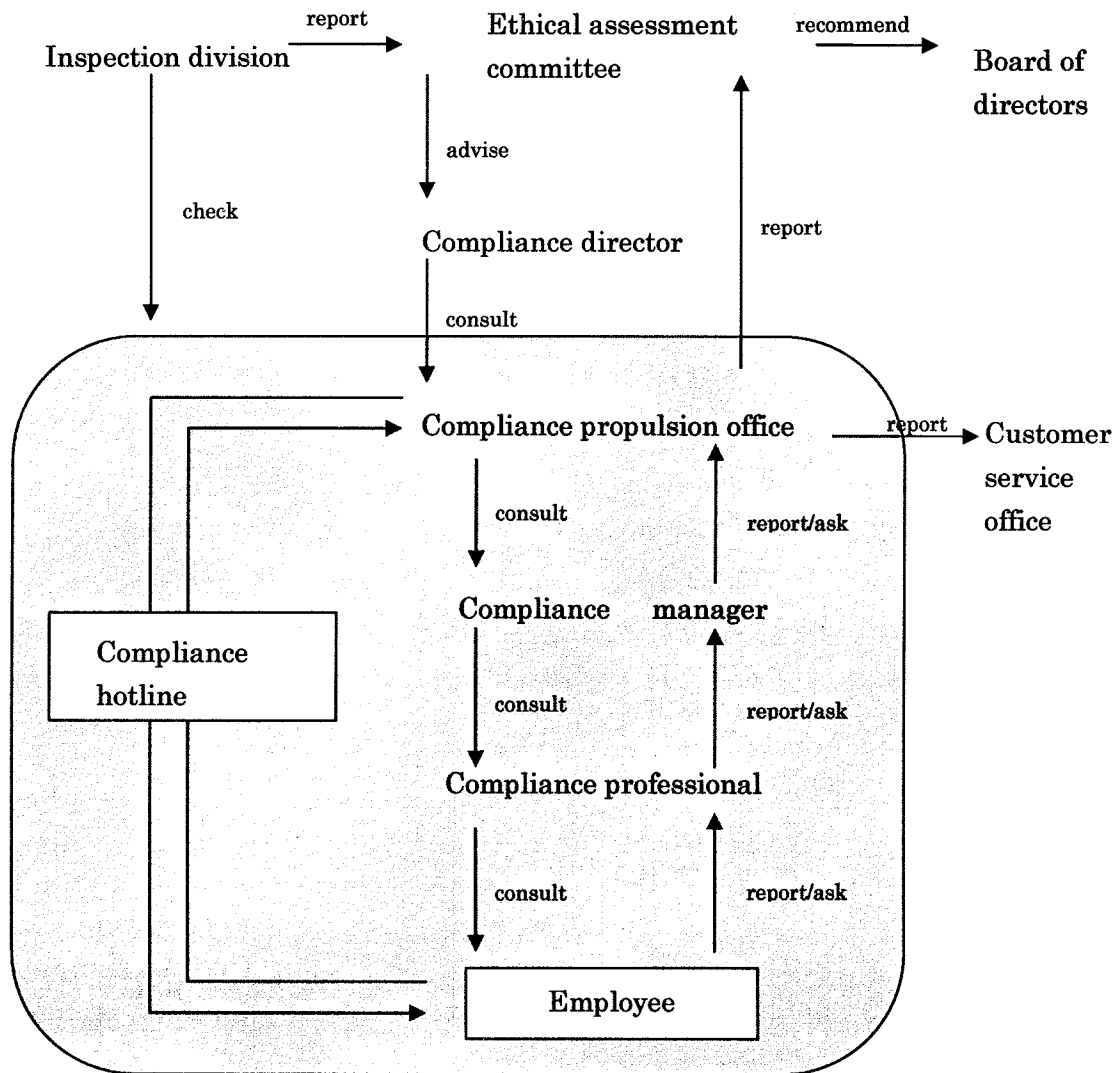 report
Ethical assessment
committee
recommend
Inspection division
Board of
directors
advise
check
Compliance director
report
consult
Compliance propulsion office
report
Customer
service
office
consult
report/ask
Compliance manager
Compliance
hotline
consult
report/ask
Compliance professional
consult
report/ask
Employee